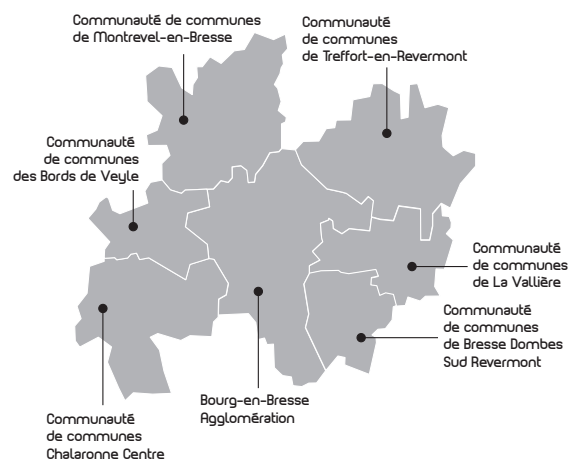 Communauté de communes
de Montrevel-en-Bresse
Communauté
de communes
de Treffort-en-Revermont
Communauté
de communes
des Bords de Veyle
Communauté
de communes
de La Vallière
Communauté
de communes
de Bresse Dombes
Sud Revermont
Bourg-en-Bresse
Agglomération
Communauté
de communes
Chalaronne Centre